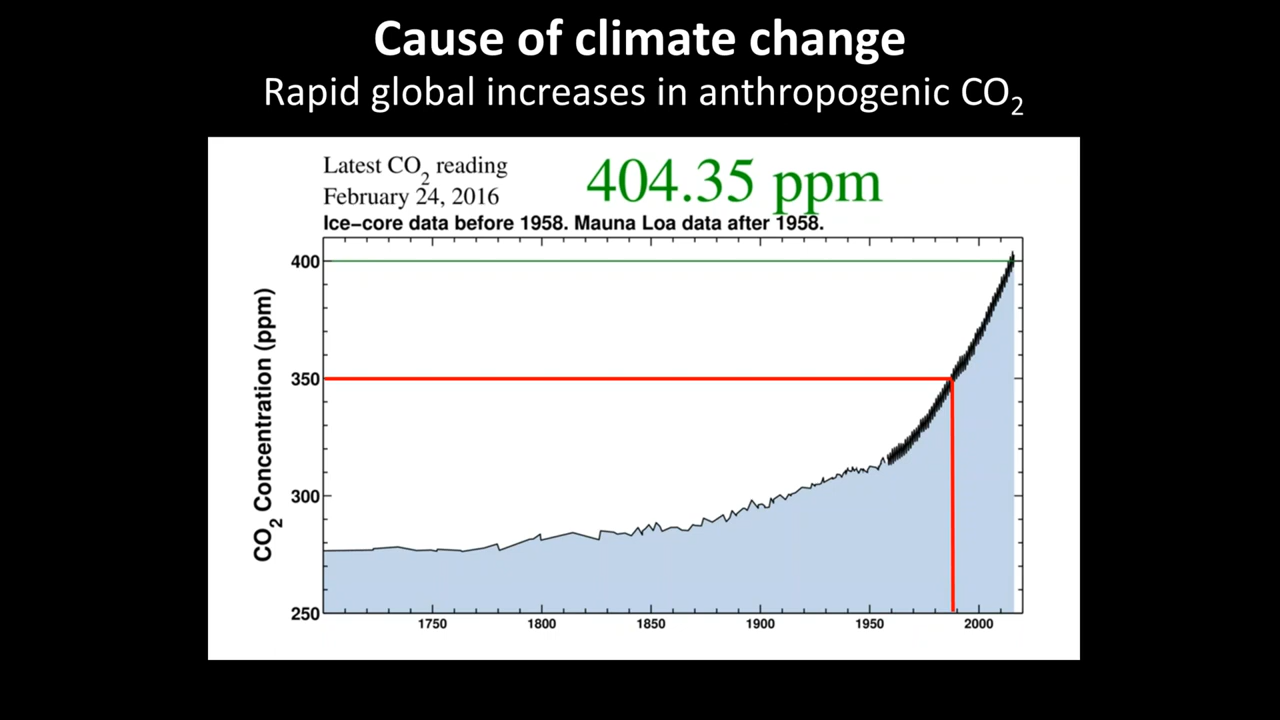 Cause of climate change
Rapid global increases in anthropogenic CO2
Latest CO2 reading
February 24, 2016
404.35 ppm
Ice-core data before 1958. Mauna Loa data after 1958.
CO2 Concentration (ppm)
400
350
300
250
1750 1800 1850 1900 1950 2000